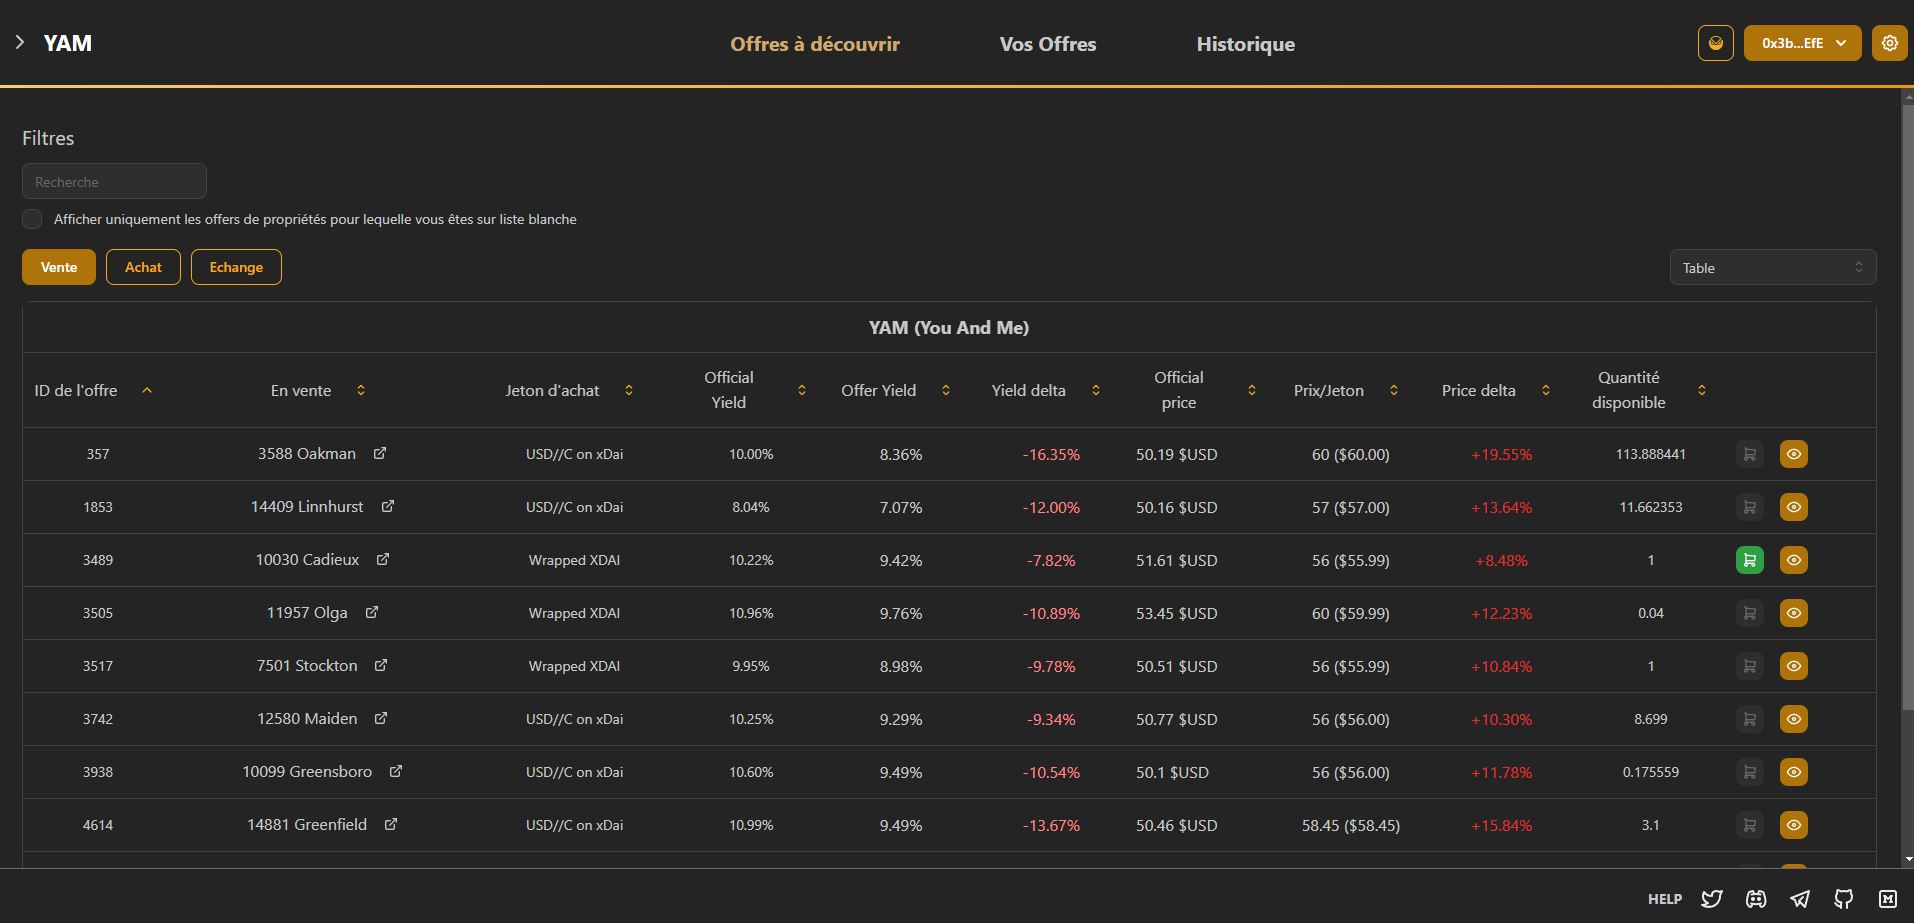 YAM
Offres à découvrir
Vos Offres
Historique
0x3b...EfE
Filtres
Recherche
Afficher uniquement les offers de propriétés pour lequelle vous êtes sur liste blanche
Vente
Achat
Echange
Table
YAM (You And Me)
ID de l'offre En vente Jeton d'achat Official Yield Offer Yield Yield delta Official price Prix/Jeton Price delta Quantité disponible
357 3588 Oakman USD//C on xDai 10.00% 8.36% -16.35% 50.19 $USD 60 ($60.00) +19.55% 113.888441
1853 14409 Linnhurst USD//C on xDai 8.04% 7.07% -12.00% 50.16 $USD 57 ($57.00) +13.64% 11.662353
3489 10030 Cadieux Wrapped XDAI 10.22% 9.42% -7.82% 51.61 $USD 56 ($55.99) +8.48% 1
3505 11957 Olga Wrapped XDAI 10.96% 9.76% -10.89% 53.45 $USD 60 ($59.99) +12.23% 0.04
3517 7501 Stockton Wrapped XDAI 9.95% 8.98% -9.78% 50.51 $USD 56 ($55.99) +10.84% 1
3742 12580 Maiden USD//C on xDai 10.25% 9.29% -9.34% 50.77 $USD 56 ($56.00) +10.30% 8.699
3938 10099 Greensboro USD//C on xDai 10.60% 9.49% -10.54% 50.1 $USD 56 ($56.00) +11.78% 0.175559
4614 14881 Greenfield USD//C on xDai 10.99% 9.49% -13.67% 50.46 $USD 58.45 ($58.45) +15.84% 3.1
HELP